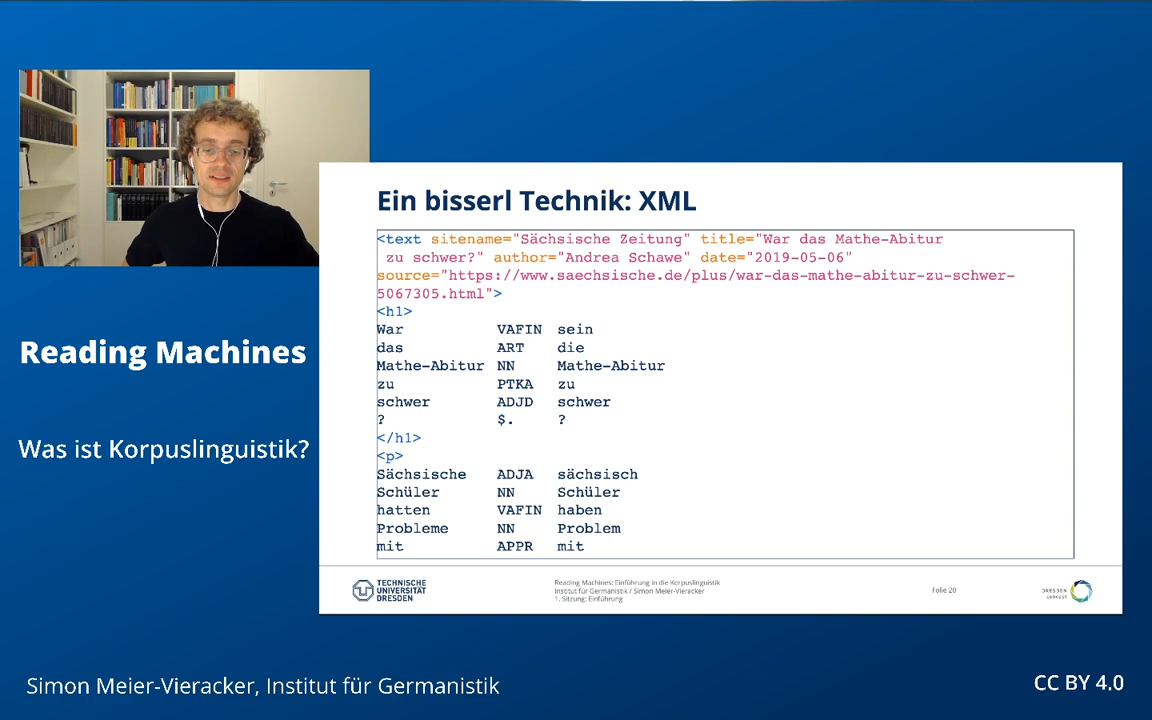 Reading Machines
Was ist Korpuslinguistik?
Ein bisserl Technik: XML
<text sitename="Sächsische Zeitung" title="War das Mathe-Abitur
zu schwer?" author="Andrea Schawe" date="2019-05-06"
source="https://www.saechsische.de/plus/war-das-mathe-abitur-zu-schwer-
5067305.html">
<h1>
War VAFIN sein
das ART die
Mathe-Abitur NN Mathe-Abitur
zu PTKA zu
schwer ADJD schwer
? $. ?
</h1>
<p>
Sächsische ADJA sächsisch
Schüler NN Schüler
hatten VAFIN haben
Probleme NN Problem
mit APPR mit
TECHNISCHE
UNIVERSITÄT
DRESDEN
Reading Machines: Einführung in die Korpuslinguistik
Institut für Germanistik / Simon Meier-Vieracker
1. Sitzung: Einführung
Folie 20
DRESDEN
concept
Simon Meier-Vieracker, Institut für Germanistik
CC BY 4.0